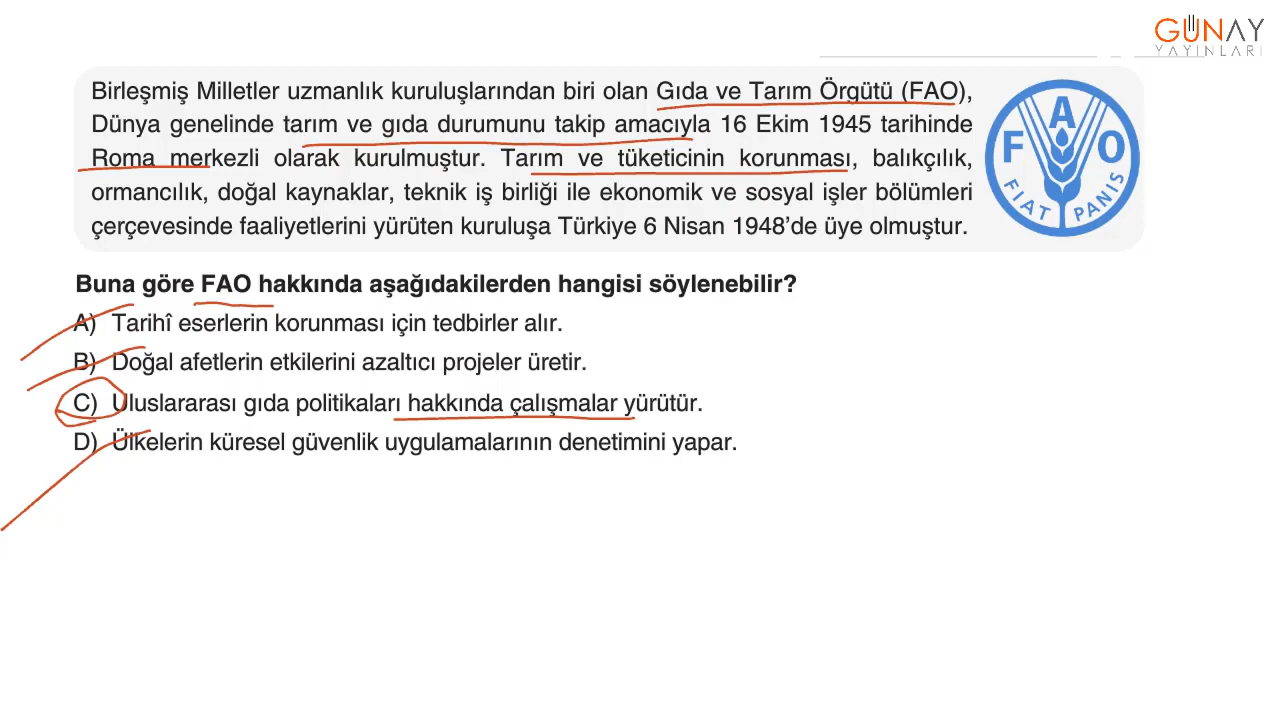 GÜNAY
YAYINLARI
Birleşmiş Milletler uzmanlık kuruluşlarından biri olan Gıda ve Tarım Örgütü (FAO),
Dünya genelinde tarım ve gıda durumunu takip amacıyla 16 Ekim 1945 tarihinde
Roma merkezli olarak kurulmuştur. Tarım ve tüketicinin korunması, balıkçılık,
ormancılık, doğal kaynaklar, teknik iş birliği ile ekonomik ve sosyal işler bölümleri
çerçevesinde faaliyetlerini yürüten kuruluşa Türkiye 6 Nisan 1948’de üye olmuştur.
F A O
FIAT PANIS
Buna göre FAO hakkında aşağıdakilerden hangisi söylenebilir?
A) Tarihî eserlerin korunması için tedbirler alır.
B) Doğal afetlerin etkilerini azaltıcı projeler üretir.
C) Uluslararası gıda politikaları hakkında çalışmalar yürütür.
D) Ülkelerin küresel güvenlik uygulamalarının denetimini yapar.